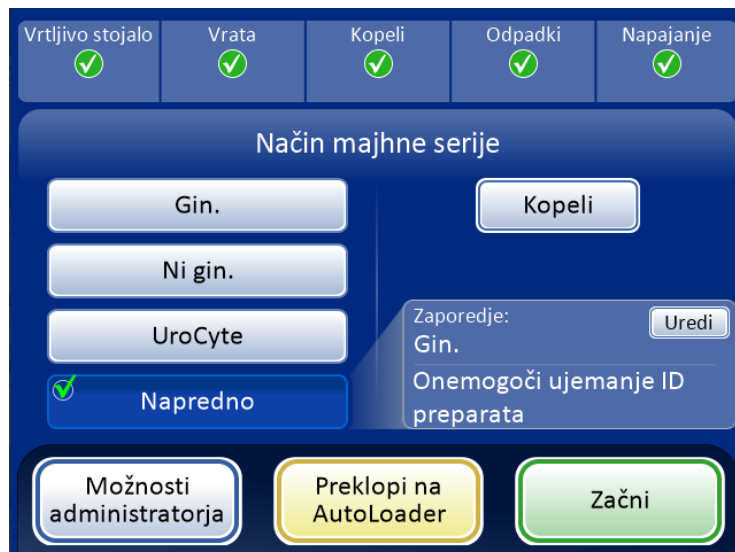 Vrtljivo stojalo
Vrata
Kopeli
Odpadki
Napajanje
Način majhne serije
Gin.
Kopeli
Ni gin.
UroCyte
Zaporedje:
Uredi
Gin.
Napredno
Onemogoči ujemanje ID
preparata
Možnosti
administratorja
Preklopi na
AutoLoader
Začni